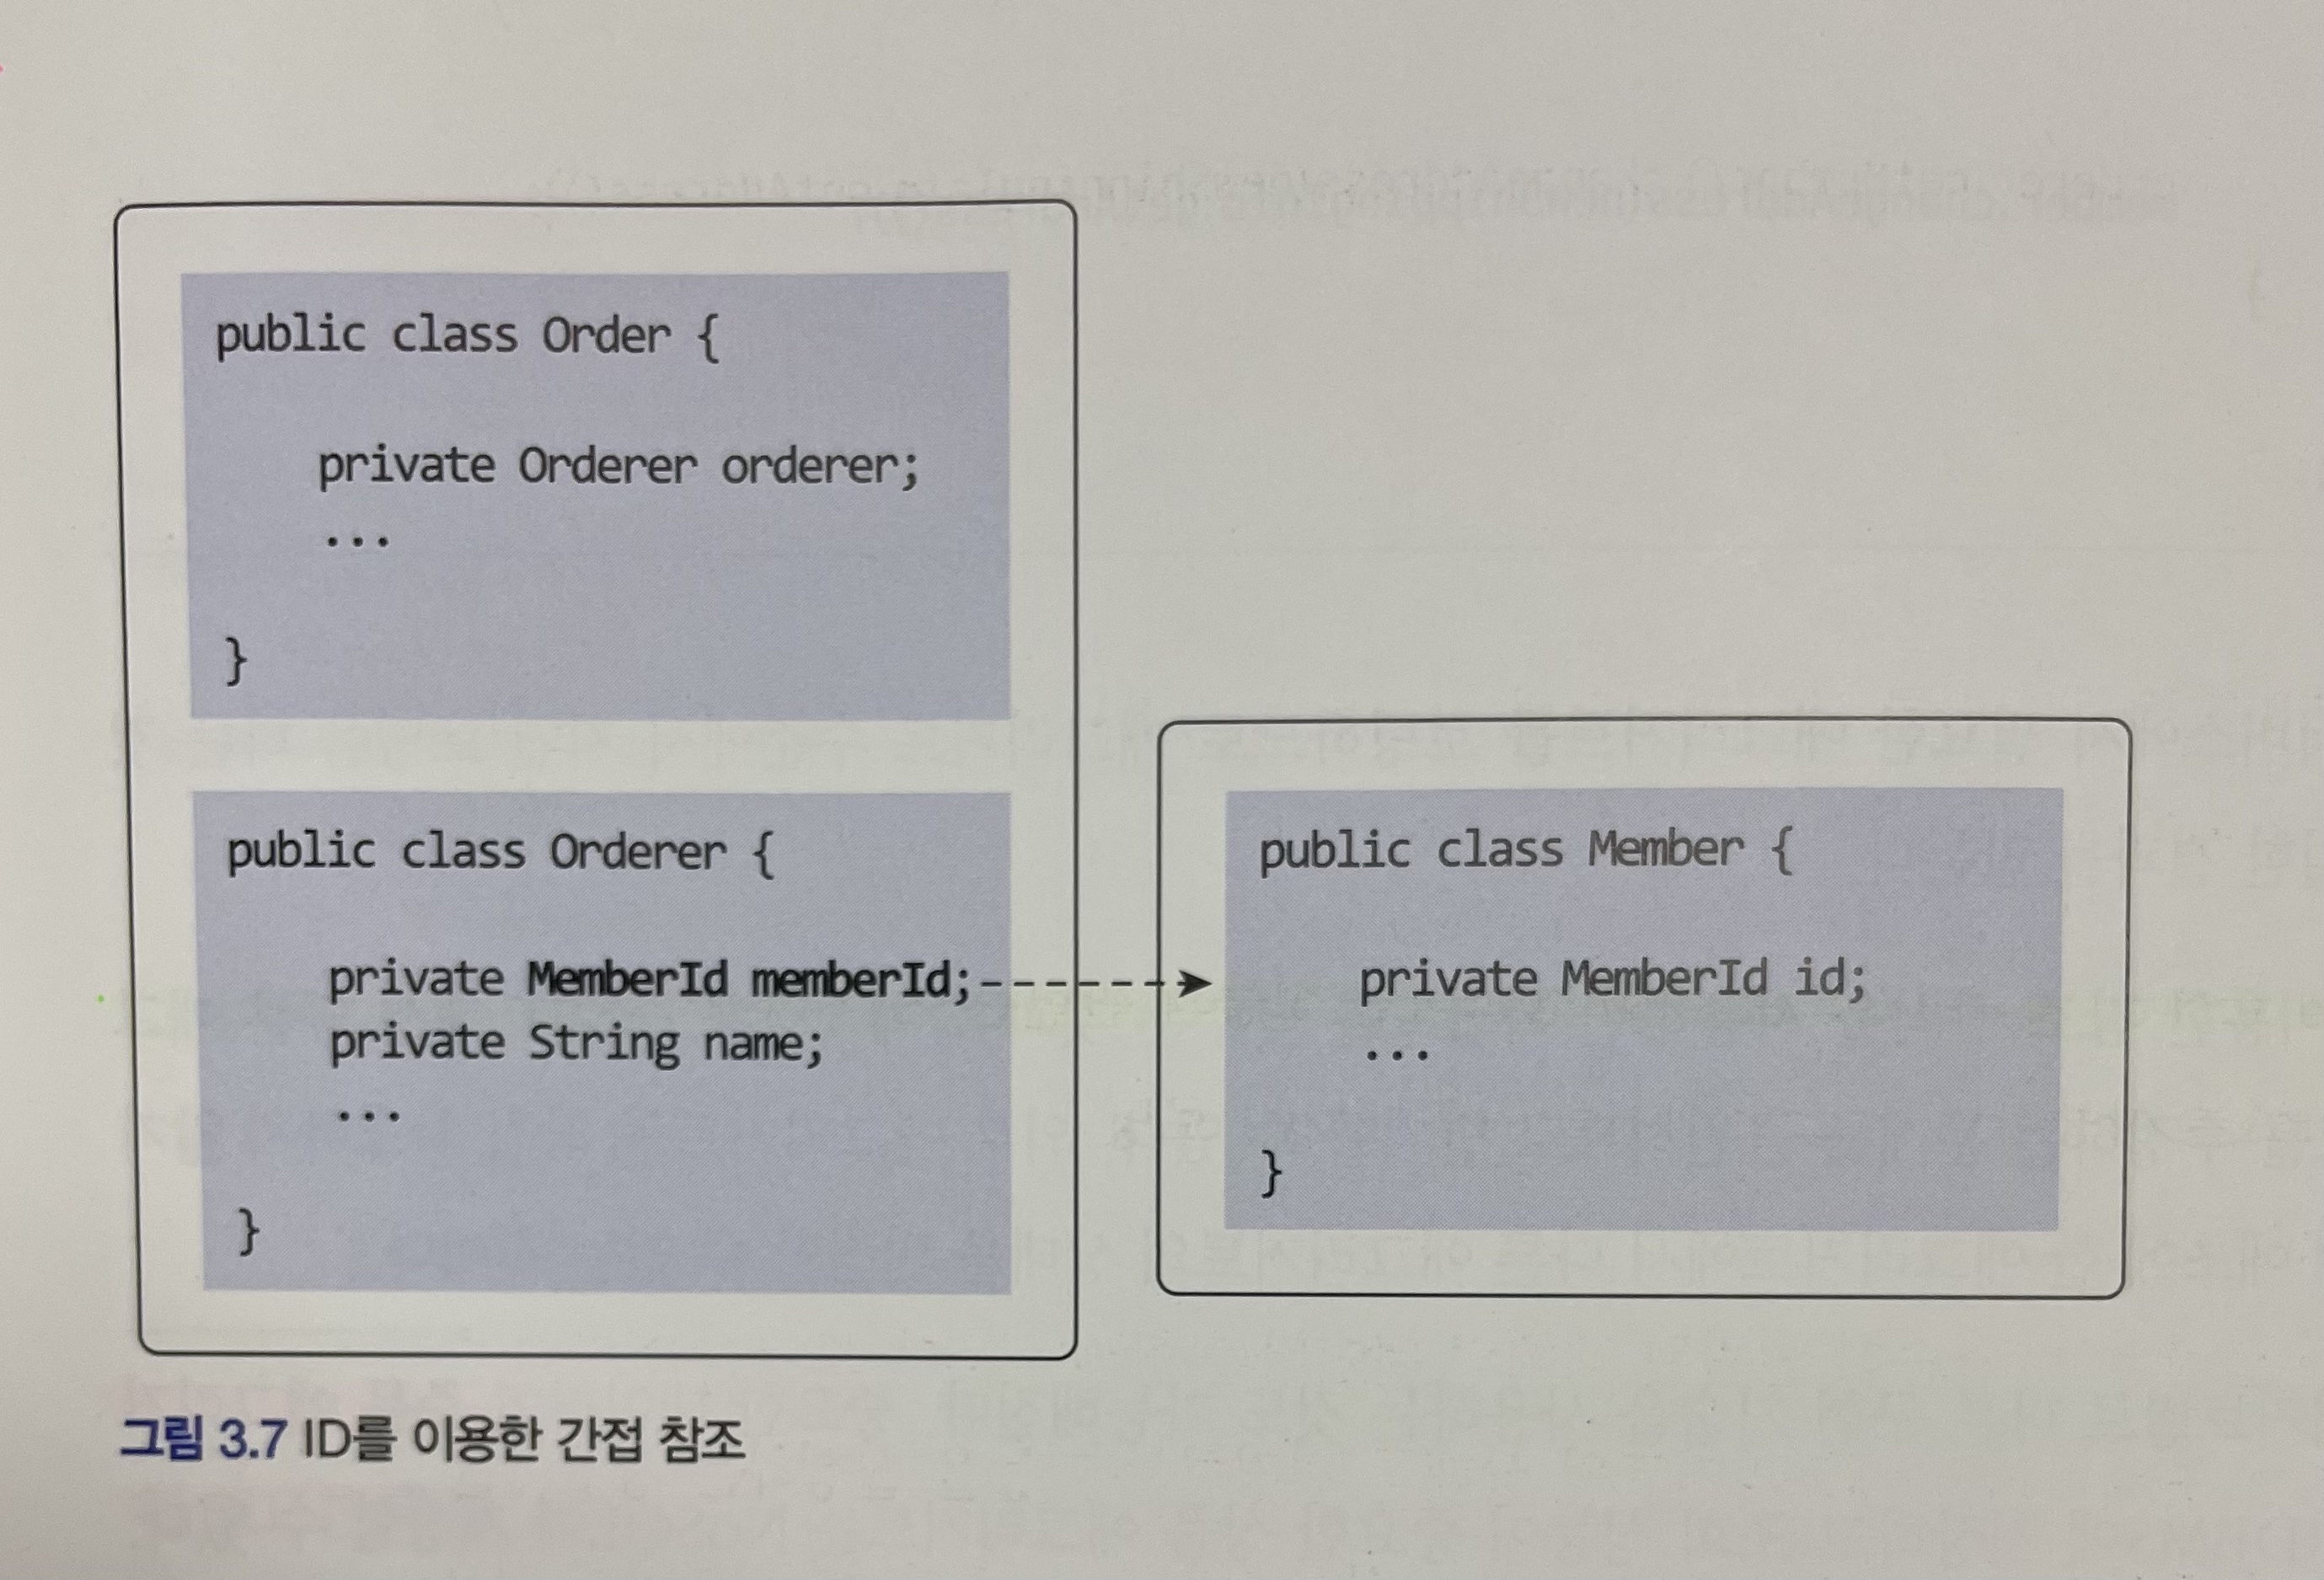 public class Order {
private Orderer orderer;
...
}
public class Orderer {
private MemberId memberId;
private String name;
...
}
public class Member {
private MemberId id;
...
}
그림 3.7 ID를 이용한 간접 참조